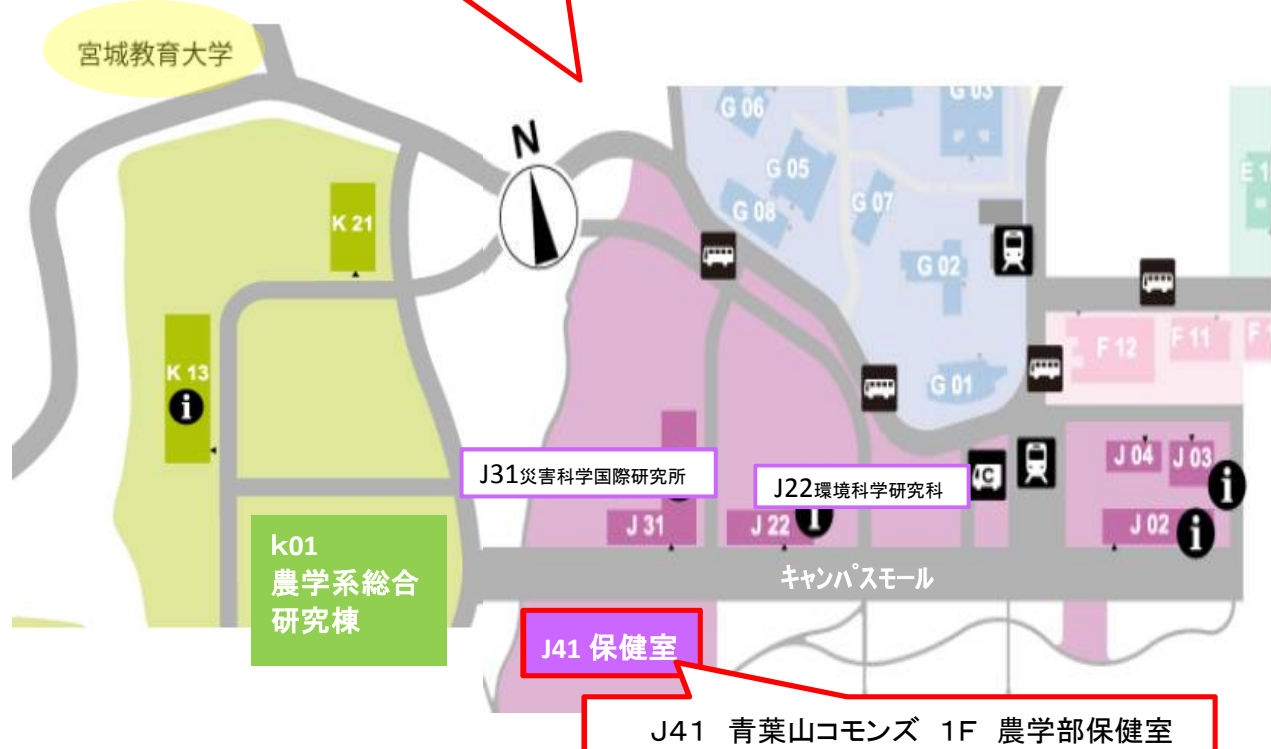 宮城教育大学
N
G 06
G 03
G 05
G 08
G 07
K 21
G 02
K 13
i
F 12
F 11
G 01
J31災害科学国際研究所
J22環境科学研究科
C
J 04
J 03
i
J 31
J 22
i
J 02
i
k01
農学系総合
研究棟
キャンパスモール
J41 保健室
J41 青葉山コモンズ 1F 農学部保健室